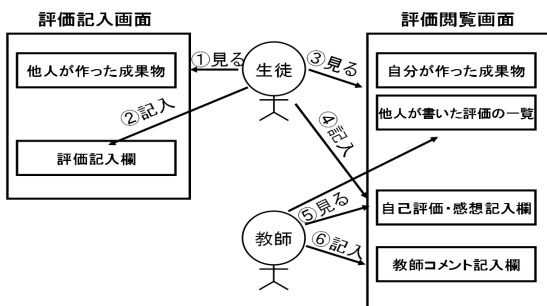 評価記入画面
他人が作った成果物
評価記入欄
①見る
②記入
生徒
③見る
④記入
教師
⑤見る
⑥記入
評価閲覧画面
自分が作った成果物
他人が書いた評価の一覧
自己評価・感想記入欄
教師コメント記入欄